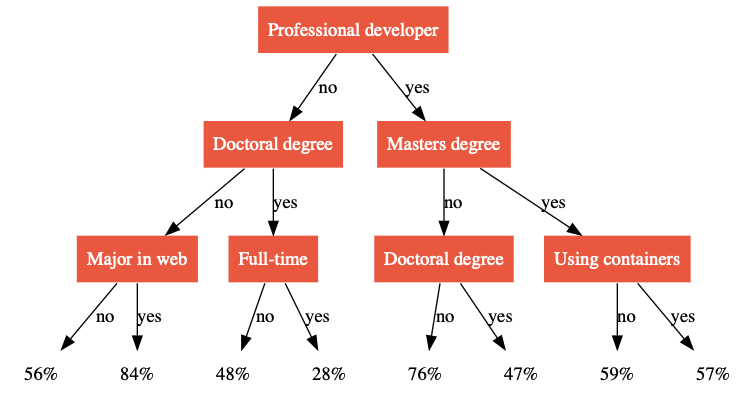 Professional developer
no
yes
Doctoral degree
Masters degree
no
yes
no
yes
Major in web
Full-time
Doctoral degree
Using containers
no
yes
no
yes
no
yes
no
yes
56%
84%
48%
28%
76%
47%
59%
57%